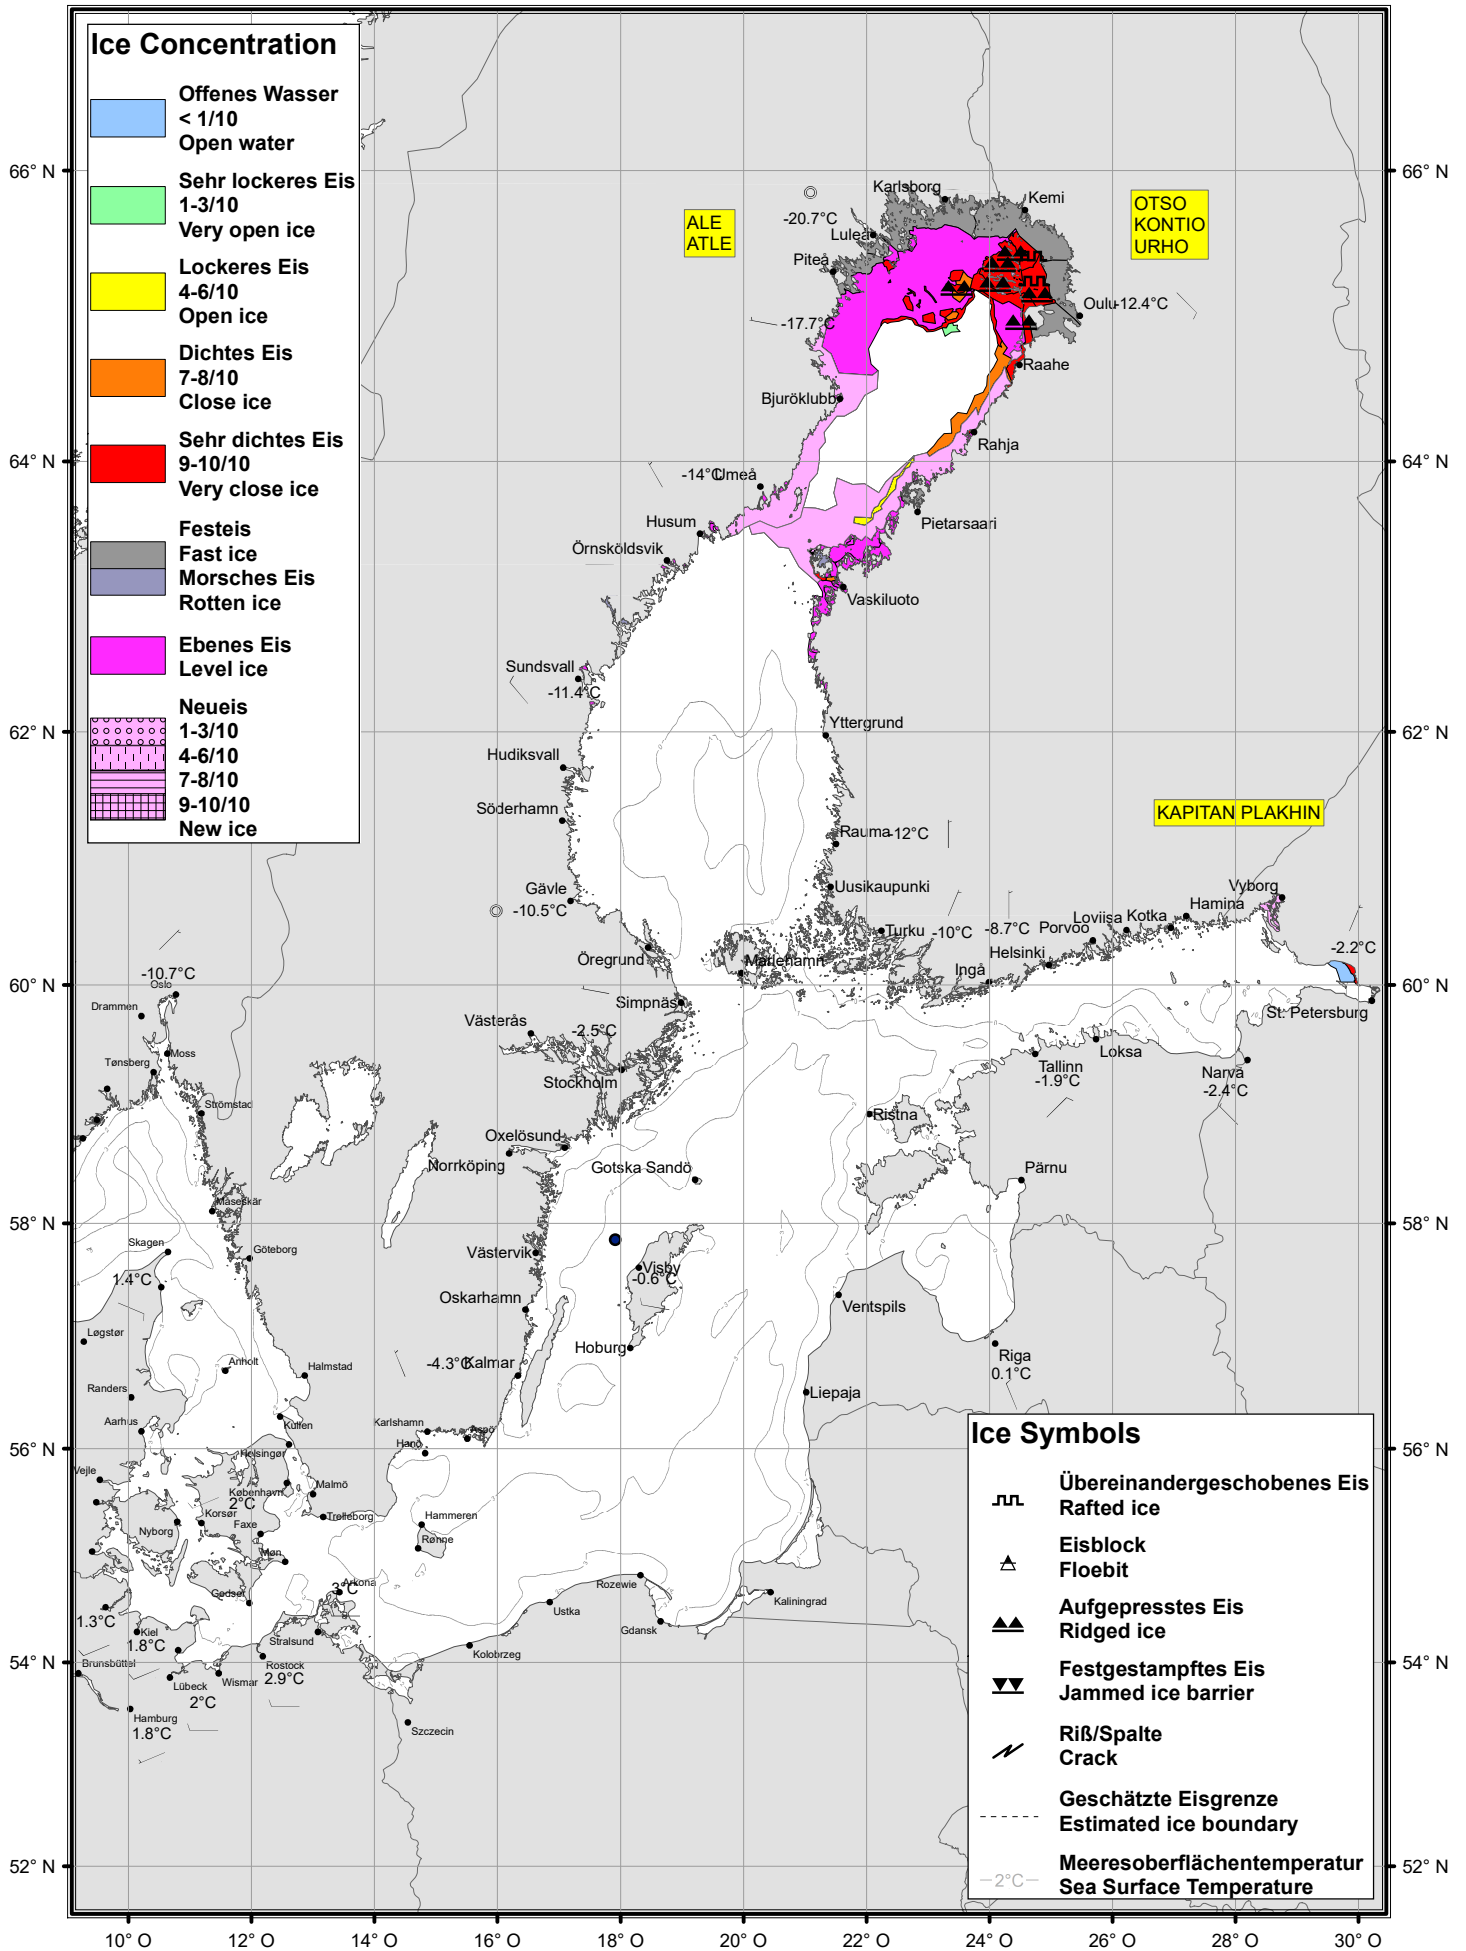 Ice Concentration
Offenes Wasser
< 1/10
Open water
Sehr lockeres Eis
1-3/10
Very open ice
Lockeres Eis
4-6/10
Open ice
Dichtes Eis
7-8/10
Close ice
Sehr dichtes Eis
9-10/10
Very close ice
Festeis
Fast ice
Morsches Eis
Rotten ice
Ebenes Eis
Level ice
Neueis
1-3/10
4-6/10
7-8/10
9-10/10
New ice
66° N
66° N
64° N
64° N
62° N
62° N
60° N
60° N
58° N
58° N
56° N
56° N
54° N
54° N
52° N
52° N
ALE
ATLE
OTSO
KONTIO
URHO
KAPITAN PLAKHIN
Karlsborg
Kemi
-20.7°C
Luleå
Piteå
Oulu
-12.4°C
-17.7°C
Raahe
Bjuröklubb
Rahja
-14°C
Umeå
Pietarsaari
Husum
Örnsköldsvik
Vaskiluoto
Sundsvall
-11.4°C
Yttergrund
Hudiksvall
Söderhamn
Rauma
-12°C
Gävle
-10.5°C
Uusikaupunki
Vyborg
Hamina
Kotka
Loviisa
Porvoo
Turku
-10°C
-8.7°C
Helsinki
-2.2°C
Öregrund
Mariehamn
Ingå
-10.7°C
Oslo
Drammen
Simpnäs
St. Petersburg
Västerås
-2.5°C
Moss
Tønsberg
Stockholm
Tallinn
-1.9°C
Loksa
Narva
-2.4°C
Strömstad
Ristna
Oxelösund
Norrköping
Gotska Sandö
Pärnu
Måseskär
Skagen
Göteborg
Västervik
Visby
-0.6°C
1.4°C
Oskarhamn
Ventspils
Løgstør
Hoburg
Riga
0.1°C
Anholt
Halmstad
-4.3°C
Kalmar
Randers
Liepaja
Aarhus
Kullen
Karlshamn
Aspö
Hanö
Helsingør
Vejle
København
2°C
Malmö
Korsør
Faxe
Trelleborg
Hammeren
Nyborg
Rønne
Møn
Gedser
Arkona
3°C
Rozewie
Kaliningrad
1.3°C
Ustka
Kiel
1.8°C
Stralsund
Gdansk
Kolobrzeg
Brunsbüttel
Rostock
2.9°C
Lübeck
Wismar
2°C
Hamburg
1.8°C
Szczecin
Ice Symbols
Übereinandergeschobenes Eis
Rafted ice
Eisblock
Floebit
Aufgepresstes Eis
Ridged ice
Festgestampftes Eis
Jammed ice barrier
Riß/Spalte
Crack
Geschätzte Eisgrenze
Estimated ice boundary
2°C
Meeresoberflächentemperatur
Sea Surface Temperature
10° O
12° O
14° O
16° O
18° O
20° O
22° O
24° O
26° O
28° O
30° O